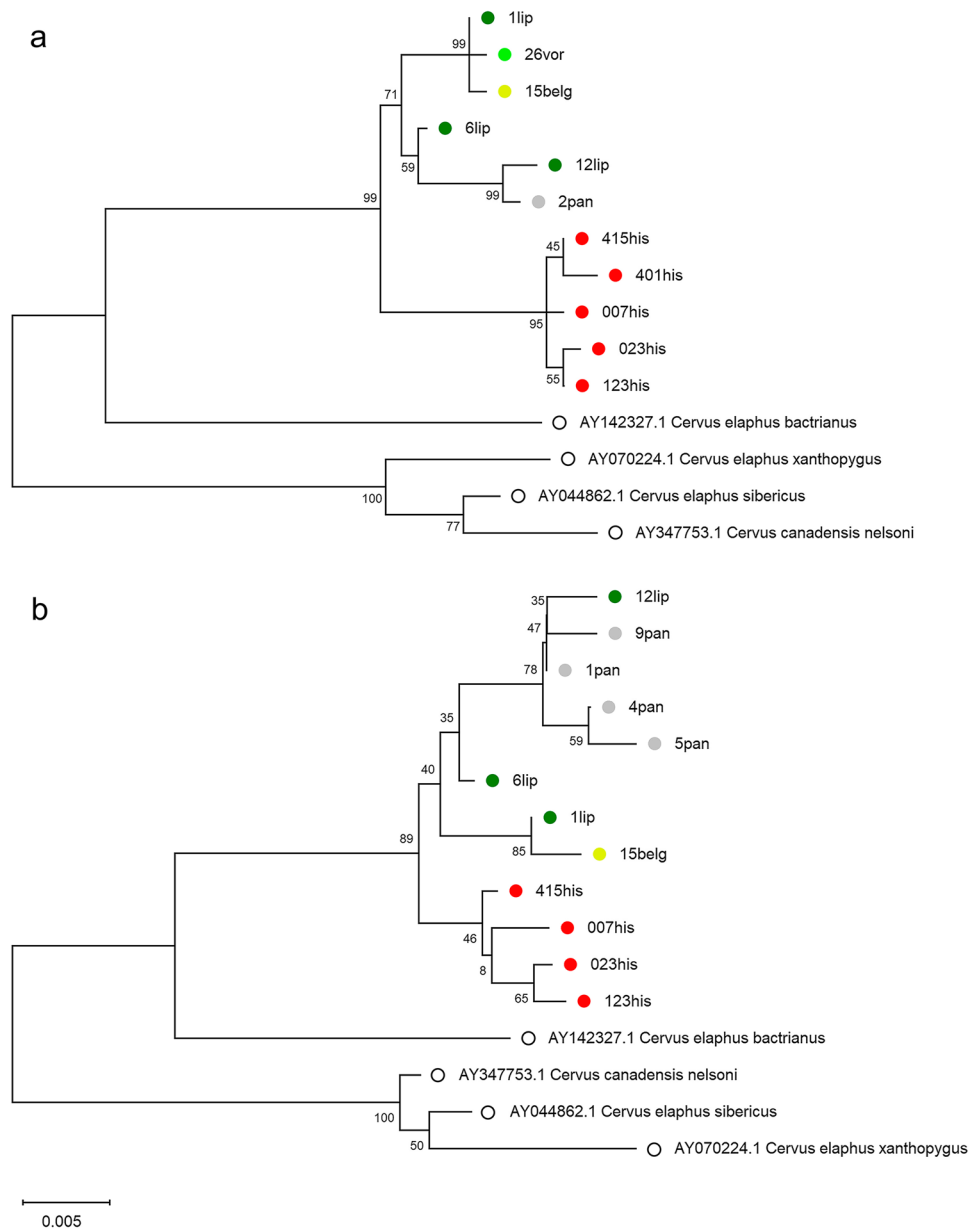 a
1lip
99
26vor
15belg
71
6lip
59
12lip
99
2pan
99
415his
45
401his
007his
95
023his
55
123his
AY142327.1 Cervus elaphus bactrianus
AY070224.1 Cervus elaphus xanthopygus
100
AY044862.1 Cervus elaphus sibericus
77
AY347753.1 Cervus canadensis nelsoni
b
12lip
35
47
9pan
78
1pan
4pan
59
5pan
35
40
6lip
1lip
85
15belg
89
415his
46
007his
8
023his
65
123his
AY142327.1 Cervus elaphus bactrianus
AY347753.1 Cervus canadensis nelsoni
100
AY044862.1 Cervus elaphus sibericus
50
AY070224.1 Cervus elaphus xanthopygus
0.005